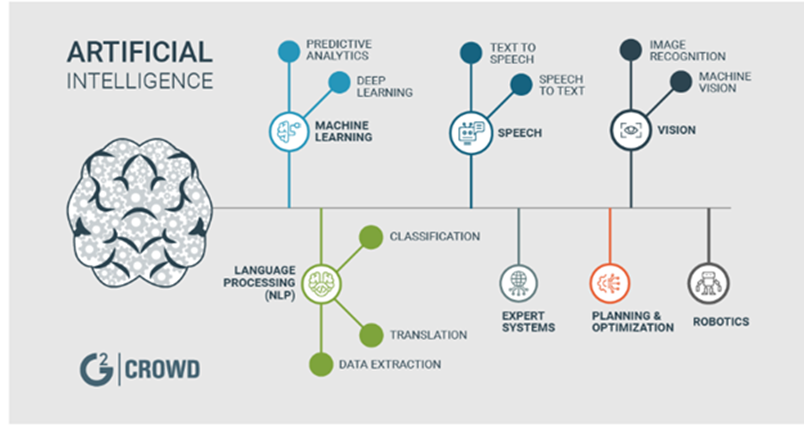 ARTIFICIAL
INTELLIGENCE
PREDICTIVE
ANALYTICS
DEEP
LEARNING
MACHINE
LEARNING
TEXT TO
SPEECH
SPEECH
TO TEXT
SPEECH
IMAGE
RECOGNITION
MACHINE
VISION
VISION
LANGUAGE
PROCESSING
(NLP)
CLASSIFICATION
TRANSLATION
DATA EXTRACTION
EXPERT
SYSTEMS
PLANNING &
OPTIMIZATION
ROBOTICS
G2 | CROWD